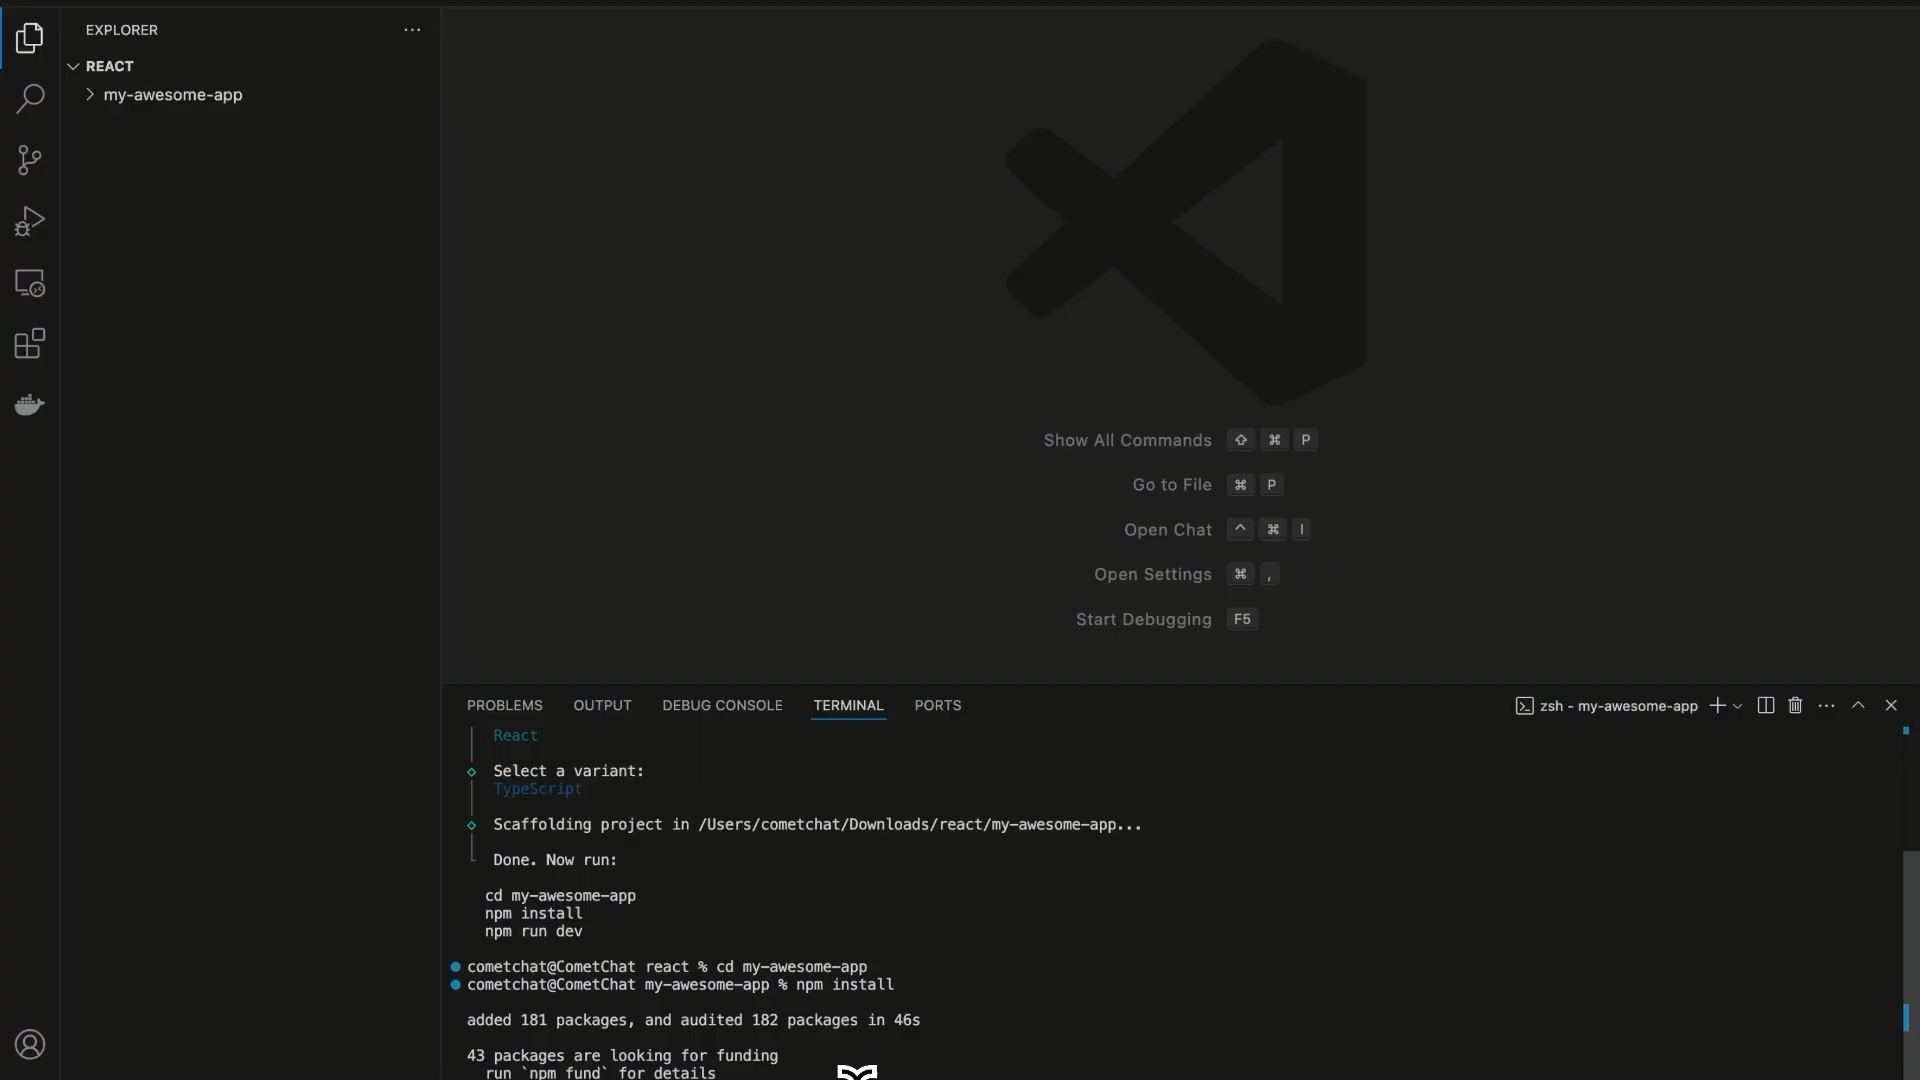 EXPLORER
REACT
my-awesome-app
Show All Commands ⇧ ⌘ P
Go to File ⌘ P
Open Chat ^ ⌘ I
Open Settings ⌘ ,
Start Debugging F5
PROBLEMS OUTPUT DEBUG CONSOLE TERMINAL PORTS zsh - my-awesome-app
React
Select a variant:
TypeScript
Scaffolding project in /Users/cometchat/Downloads/react/my-awesome-app...
Done. Now run:
cd my-awesome-app
npm install
npm run dev
cometchat@CometChat react % cd my-awesome-app
cometchat@CometChat my-awesome-app % npm install
added 181 packages, and audited 182 packages in 46s
43 packages are looking for funding
run `npm fund` for details